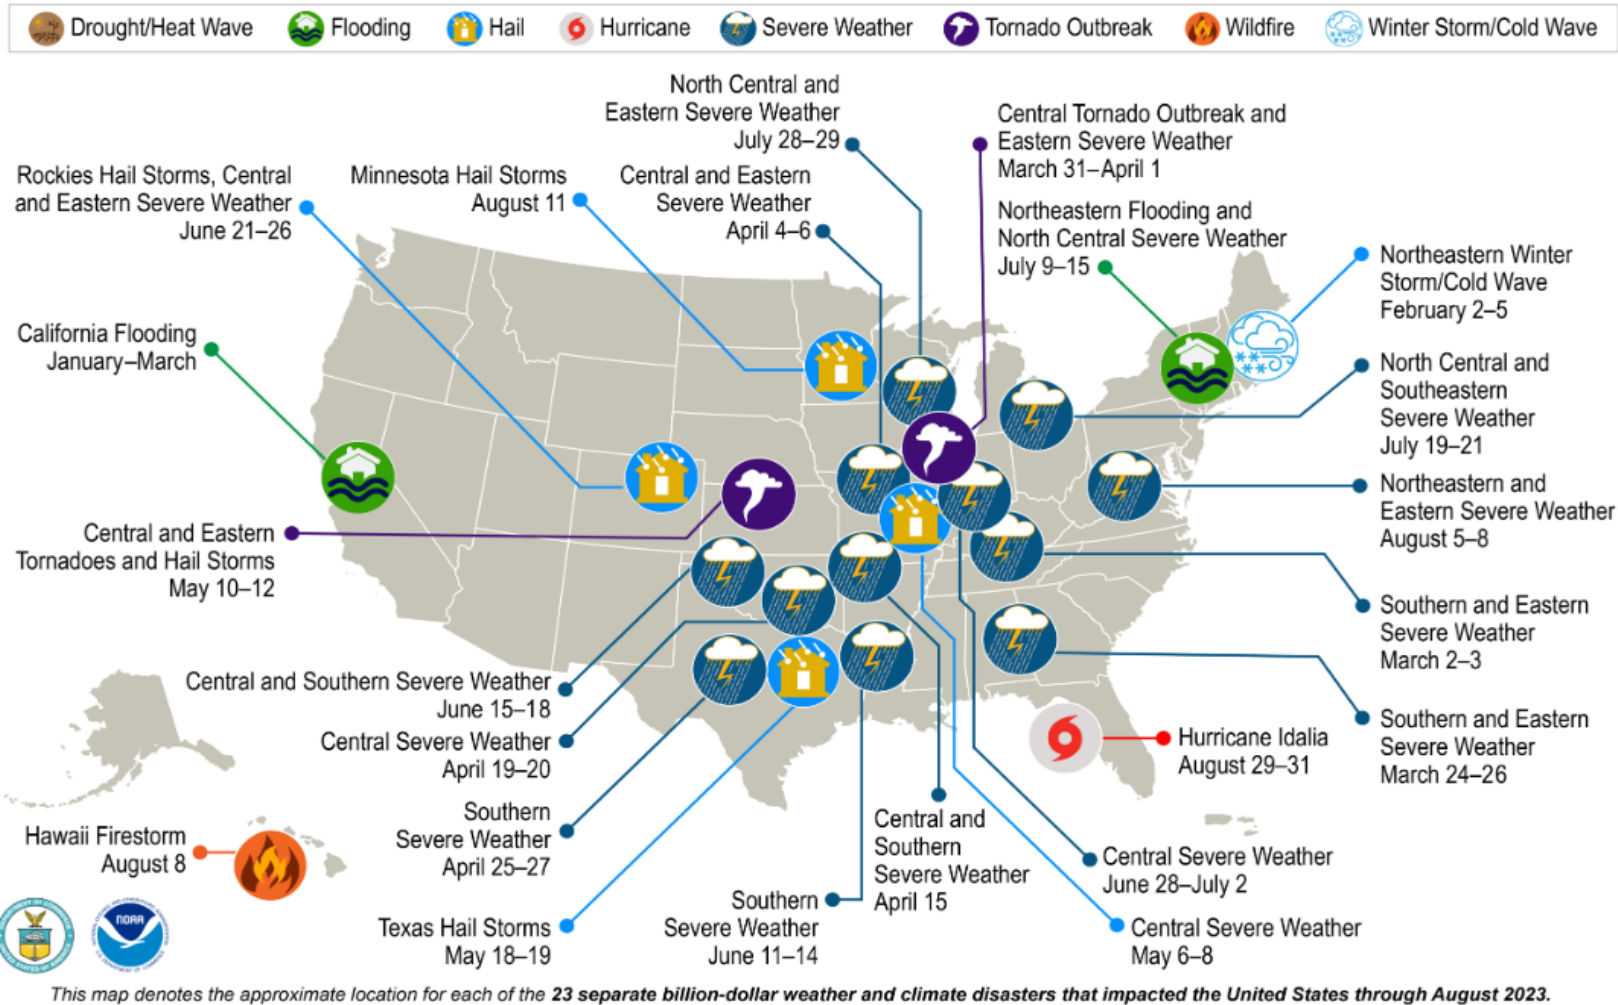 Drought/Heat Wave
Flooding
Hail
Hurricane
Severe Weather
Tornado Outbreak
Wildfire
Winter Storm/Cold Wave
North Central and
Eastern Severe Weather
July 28–29
Central Tornado Outbreak and
Eastern Severe Weather
March 31–April 1
Rockies Hail Storms, Central
and Eastern Severe Weather
June 21–26
Minnesota Hail Storms
August 11
Central and Eastern
Severe Weather
April 4–6
Northeastern Flooding and
North Central Severe Weather
July 9–15
Northeastern Winter
Storm/Cold Wave
February 2–5
California Flooding
January–March
North Central and
Southeastern
Severe Weather
July 19–21
Northeastern and
Eastern Severe Weather
August 5–8
Central and Eastern
Tornadoes and Hail Storms
May 10–12
Southern and Eastern
Severe Weather
March 2–3
Central and Southern Severe Weather
June 15–18
Southern and Eastern
Severe Weather
March 24–26
Central Severe Weather
April 19–20
Hurricane Idalia
August 29–31
Southern
Severe Weather
April 25–27
Central and
Southern
Severe Weather
April 15
Hawaii Firestorm
August 8
Central Severe Weather
June 28–July 2
Texas Hail Storms
May 18–19
Southern
Severe Weather
June 11–14
Central Severe Weather
May 6–8
NOAA
This map denotes the approximate location for each of the 23 separate billion-dollar weather and climate disasters that impacted the United States through August 2023.